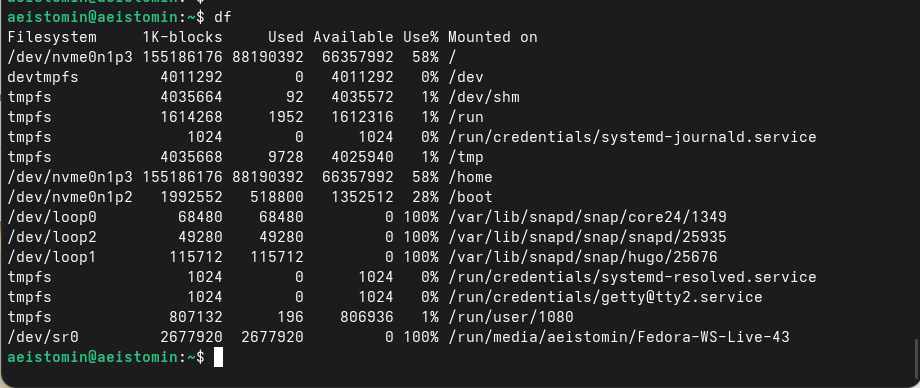 aeistomin@aeistomin:~$ df
Filesystem     1K-blocks     Used Available Use% Mounted on
/dev/nvme0n1p3 155186176 88190392  66357992  58% /
devtmpfs         4011292        0   4011292   0% /dev
tmpfs            4035664       92   4035572   1% /dev/shm
tmpfs            1614268     1952   1612316   1% /run
tmpfs               1024        0      1024   0% /run/credentials/systemd-journald.service
tmpfs            4035668     9728   4025940   1% /tmp
/dev/nvme0n1p3 155186176 88190392  66357992  58% /home
/dev/nvme0n1p2   1992552   518800   1352512  28% /boot
/dev/loop0         68480    68480         0 100% /var/lib/snapd/snap/core24/1349
/dev/loop2         49280    49280         0 100% /var/lib/snapd/snap/snapd/25935
/dev/loop1        115712   115712         0 100% /var/lib/snapd/snap/hugo/25676
tmpfs               1024        0      1024   0% /run/credentials/systemd-resolved.service
tmpfs               1024        0      1024   0% /run/credentials/getty@tty2.service
tmpfs             807132      196    806936   1% /run/user/1080
/dev/sr0         2677920  2677920         0 100% /run/media/aeistomin/Fedora-WS-Live-43
aeistomin@aeistomin:~$